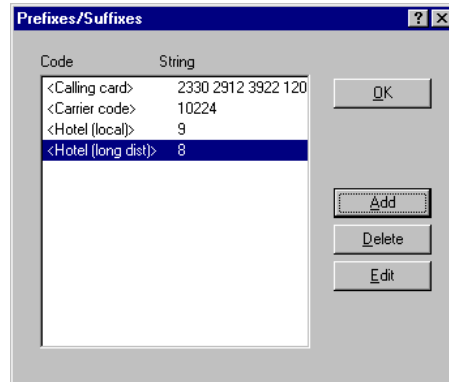 Prefixes/Suffixes
Code String
<Calling card> 2330 2912 3922 120
<Carrier code> 10224
<Hotel (local)> 9
<Hotel (long dist)> 8
OK
Add
Delete
Edit